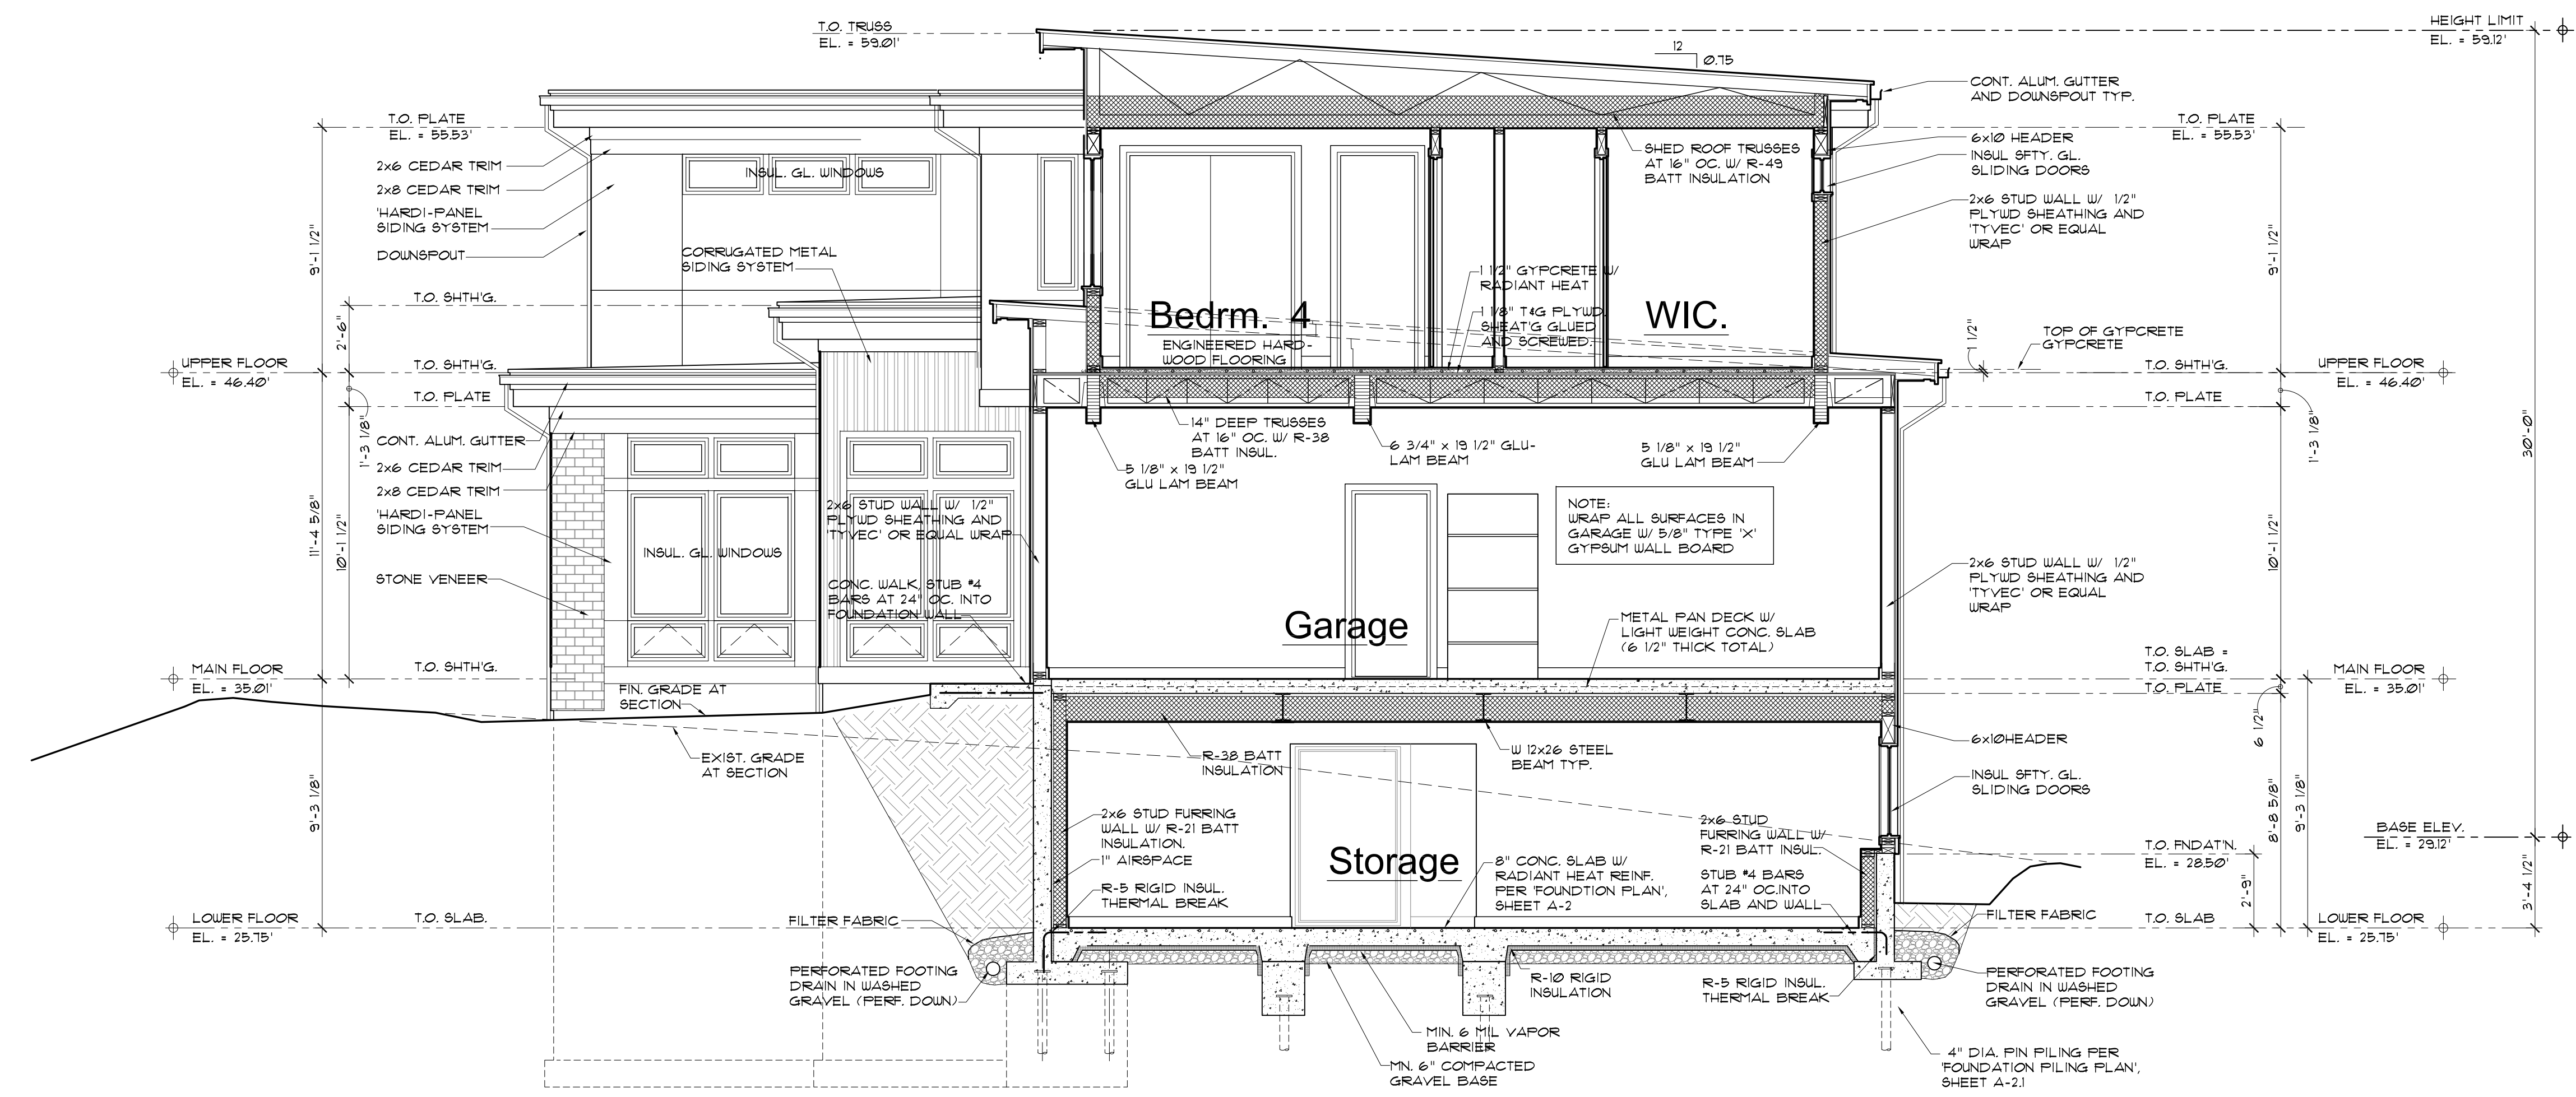 T.O. TRUSS
EL. = 59.01'
HEIGHT LIMIT
EL. = 59.12'
12
0.75
CONT. ALUM. GUTTER
AND DOWNSPOUT TYP.
T.O. PLATE
EL. = 55.53'
2x6 CEDAR TRIM
2x8 CEDAR TRIM
'HARDI-PANEL
SIDING SYSTEM
DOWNSPOUT
INSUL. GL. WINDOWS
CORRUGATED METAL
SIDING SYSTEM
T.O. SHTH'G.
T.O. SHTH'G.
T.O. PLATE
9'-1 1/2"
2'-6"
UPPER FLOOR
EL. = 46.40'
1'-3 1/8"
CONT. ALUM. GUTTER
2x6 CEDAR TRIM
2x8 CEDAR TRIM
'HARDI-PANEL
SIDING SYSTEM
STONE VENEER
INSUL. GL. WINDOWS
11'-4 5/8"
10'-1 1/2"
2x6 STUD WALL W/ 1/2"
PLYWD SHEATHING AND
'TYVEC' OR EQUAL WRAP
CONC. WALK, STUB #4
BARS AT 24" OC. INTO
FOUNDATION WALL
MAIN FLOOR
EL. = 35.01'
T.O. SHTH'G.
FIN. GRADE AT
SECTION
EXIST. GRADE
AT SECTION
9'-3 1/8"
LOWER FLOOR
EL. = 25.75'
T.O. SLAB.
FILTER FABRIC
PERFORATED FOOTING
DRAIN IN WASHED
GRAVEL (PERF. DOWN)
SHED ROOF TRUSSES
AT 16" OC. W/ R-49
BATT INSULATION
1 1/2" GYPCRETE W/
RADIANT HEAT
1 1/8" T&G PLYWD.
SHEAT'G GLUED
AND SCREWED.
Bedrm. 4
ENGINEERED HARD-
WOOD FLOORING
WIC.
14" DEEP TRUSSES
AT 16" OC. W/ R-38
BATT INSUL.
5 1/8" x 19 1/2"
GLU LAM BEAM
6 3/4" x 19 1/2" GLU-
LAM BEAM
5 1/8" x 19 1/2"
GLU LAM BEAM
NOTE:
WRAP ALL SURFACES IN
GARAGE W/ 5/8" TYPE 'X'
GYPSUM WALL BOARD
Garage
METAL PAN DECK W/
LIGHT WEIGHT CONC. SLAB
(6 1/2" THICK TOTAL)
R-38 BATT
INSULATION
W 12x26 STEEL
BEAM TYP.
2x6 STUD FURRING
WALL W/ R-21 BATT
INSULATION.
1" AIRSPACE
R-5 RIGID INSUL.
THERMAL BREAK
Storage
8" CONC. SLAB W/
RADIANT HEAT REINF.
PER 'FOUNDTION PLAN',
SHEET A-2
2x6 STUD
FURRING WALL W/
R-21 BATT INSUL.
STUB #4 BARS
AT 24" OC.INTO
SLAB AND WALL
R-10 RIGID
INSULATION
R-5 RIGID INSUL.
THERMAL BREAK
MIN. 6 MIL VAPOR
BARRIER
MN. 6" COMPACTED
GRAVEL BASE
T.O. PLATE
EL. = 55.53'
6x10 HEADER
INSUL SFTY. GL.
SLIDING DOORS
2x6 STUD WALL W/ 1/2"
PLYWD SHEATHING AND
'TYVEC' OR EQUAL
WRAP
9'-1 1/2"
1 1/2"
TOP OF GYPCRETE
GYPCRETE
T.O. SHTH'G.
T.O. PLATE
UPPER FLOOR
EL. = 46.40'
1'-3 1/8"
30'-0"
10'-1 1/2"
2x6 STUD WALL W/ 1/2"
PLYWD SHEATHING AND
'TYVEC' OR EQUAL
WRAP
T.O. SLAB =
T.O. SHTH'G.
T.O. PLATE
MAIN FLOOR
EL. = 35.01'
6 1/2"
6x10HEADER
INSUL SFTY. GL.
SLIDING DOORS
8'-8 5/8"
9'-3 1/8"
BASE ELEV.
EL. = 29.12'
T.O. FNDAT'N.
EL. = 28.50'
2'-9"
3'-4 1/2"
FILTER FABRIC
T.O. SLAB
LOWER FLOOR
EL. = 25.75'
PERFORATED FOOTING
DRAIN IN WASHED
GRAVEL (PERF. DOWN)
4" DIA. PIN PILING PER
'FOUNDATION PILING PLAN',
SHEET A-2.1